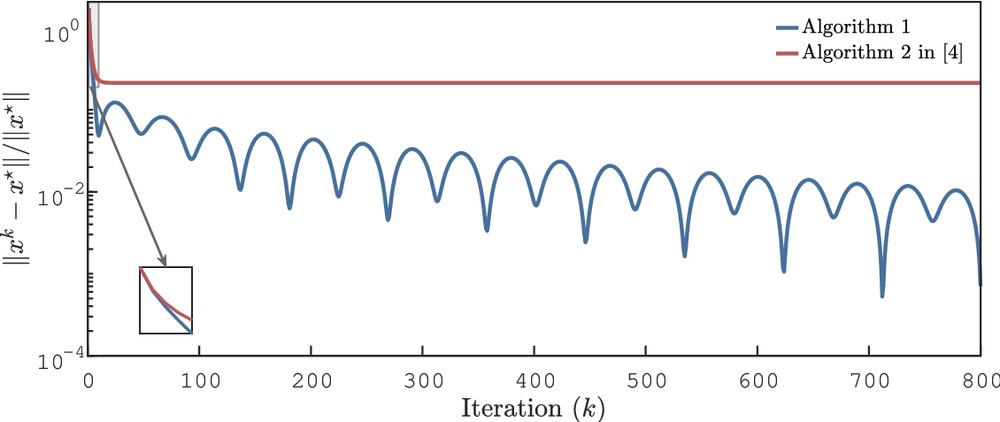 10^0
10^-2
10^-4
‖x^k − x^⋆‖/‖x^⋆‖
Algorithm 1
Algorithm 2 in [4]
0 100 200 300 400 500 600 700 800
Iteration (k)